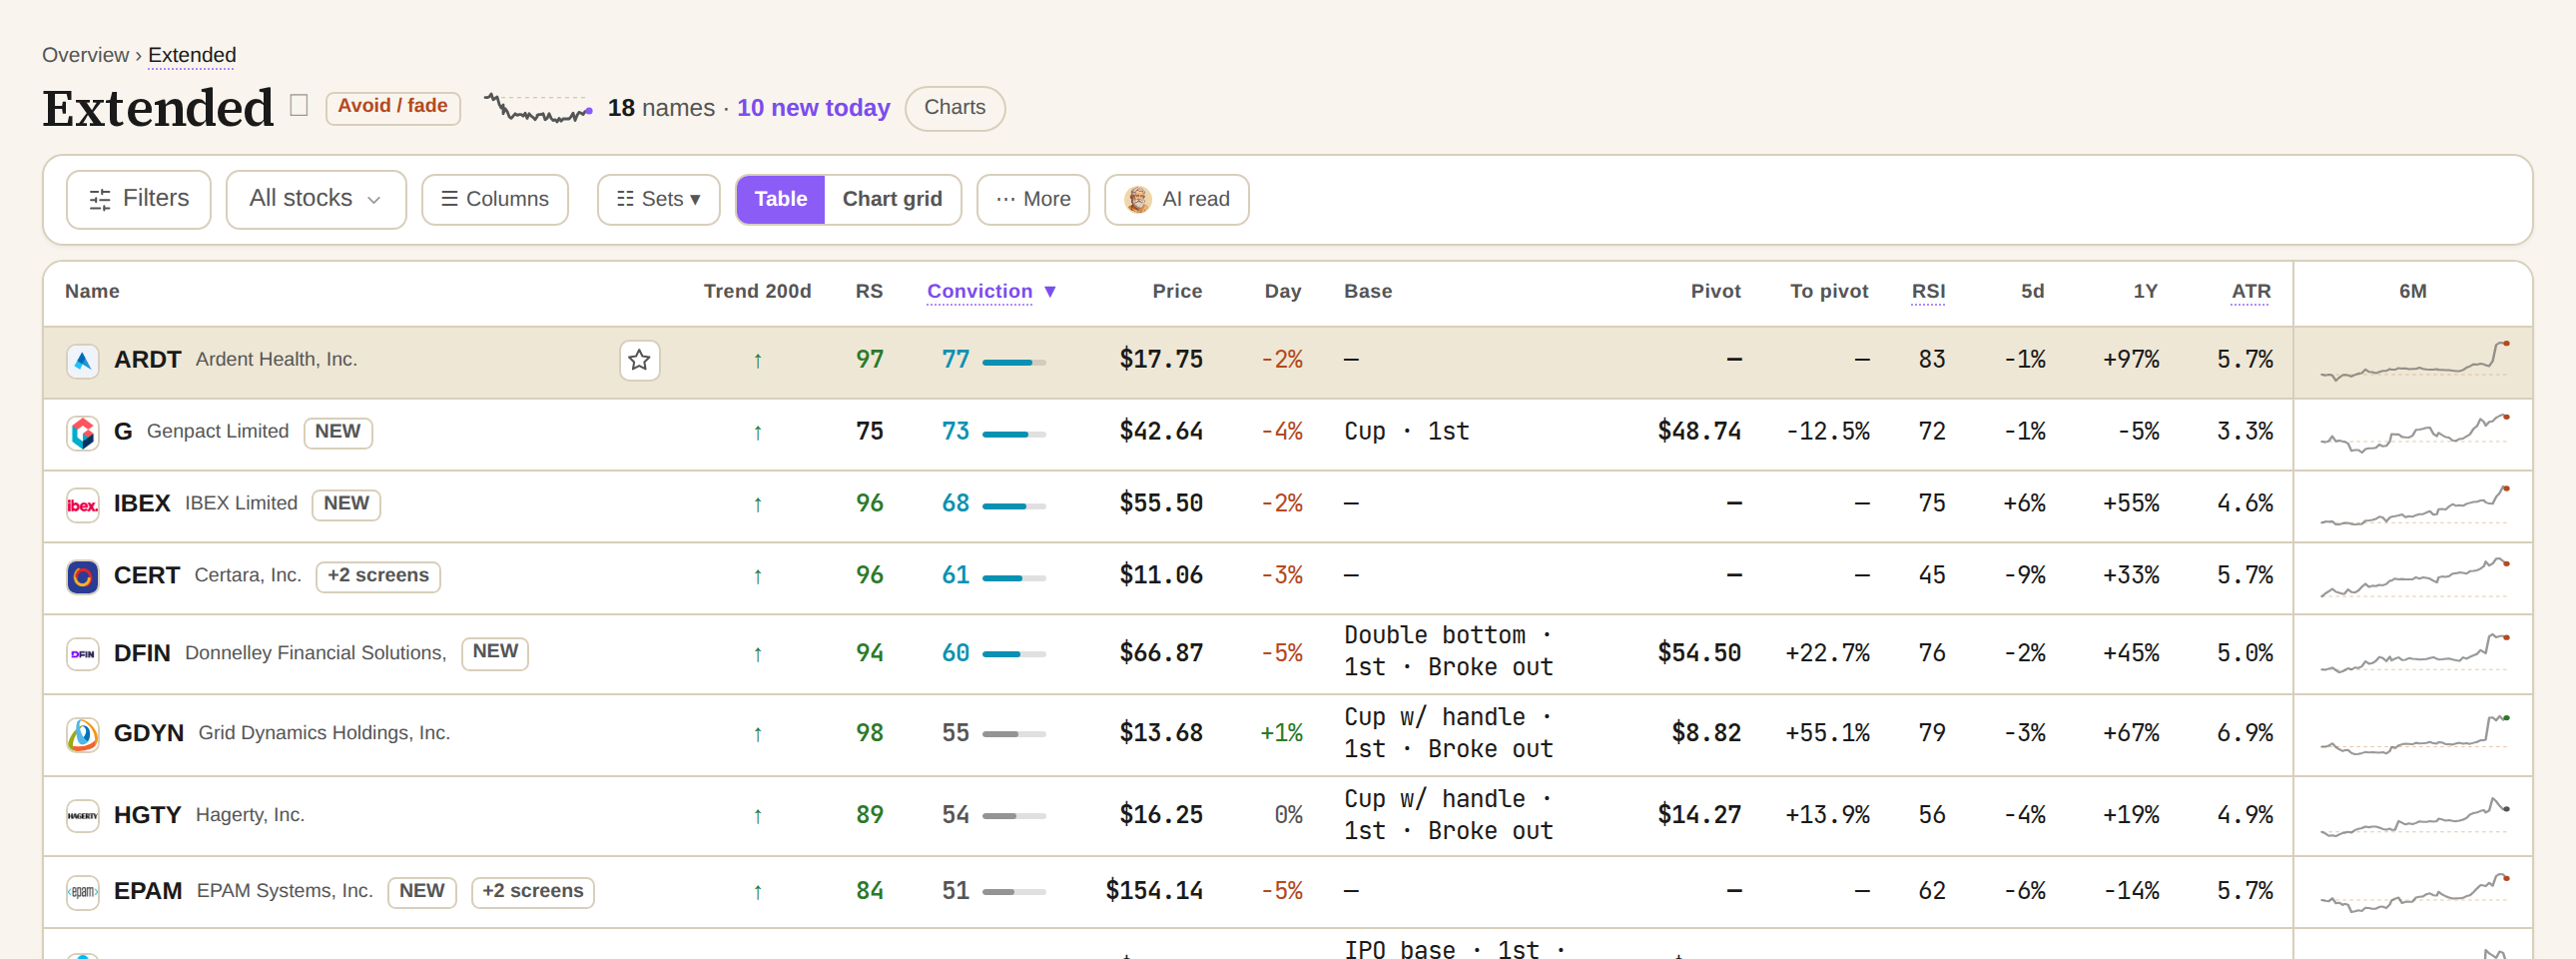 Overview › Extended
Extended Avoid / fade 18 names · 10 new today Charts
Filters All stocks Columns Sets ▾ Table Chart grid ··· More AI read
Name Trend 200d RS Conviction ▼ Price Day Base Pivot To pivot RSI 5d 1Y ATR 6M
ARDT Ardent Health, Inc. ↑ 97 77 $17.75 -2% — — — 83 -1% +97% 5.7%
G Genpact Limited NEW ↑ 75 73 $42.64 -4% Cup · 1st $48.74 -12.5% 72 -1% -5% 3.3%
ibex. IBEX IBEX Limited NEW ↑ 96 68 $55.50 -2% — — — 75 +6% +55% 4.6%
CERT Certara, Inc. +2 screens ↑ 96 61 $11.06 -3% — — — 45 -9% +33% 5.7%
DFIN DFIN Donnelley Financial Solutions, NEW ↑ 94 60 $66.87 -5% Double bottom ·
1st · Broke out $54.50 +22.7% 76 -2% +45% 5.0%
GDYN Grid Dynamics Holdings, Inc. ↑ 98 55 $13.68 +1% Cup w/ handle ·
1st · Broke out $8.82 +55.1% 79 -3% +67% 6.9%
HAGERTY HGTY Hagerty, Inc. ↑ 89 54 $16.25 0% Cup w/ handle ·
1st · Broke out $14.27 +13.9% 56 -4% +19% 4.9%
<epam> EPAM EPAM Systems, Inc. NEW +2 screens ↑ 84 51 $154.14 -5% — — — 62 -6% -14% 5.7%
IPO base · 1st ·